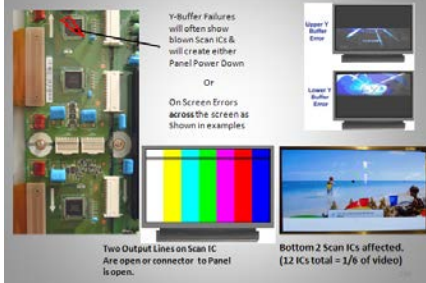 Y-Buffer Failures
will often show
blown Scan ICs &
will create either
Panel Power Down
Or
On Screen Errors
across the screen as
Shown in examples
Upper Y
Buffer
Error
Lower Y
Buffer
Error
Two Output Lines on Scan IC
Are open or connector to Panel
is open.
Bottom 2 Scan ICs affected.
(12 ICs total = 1/6 of video)